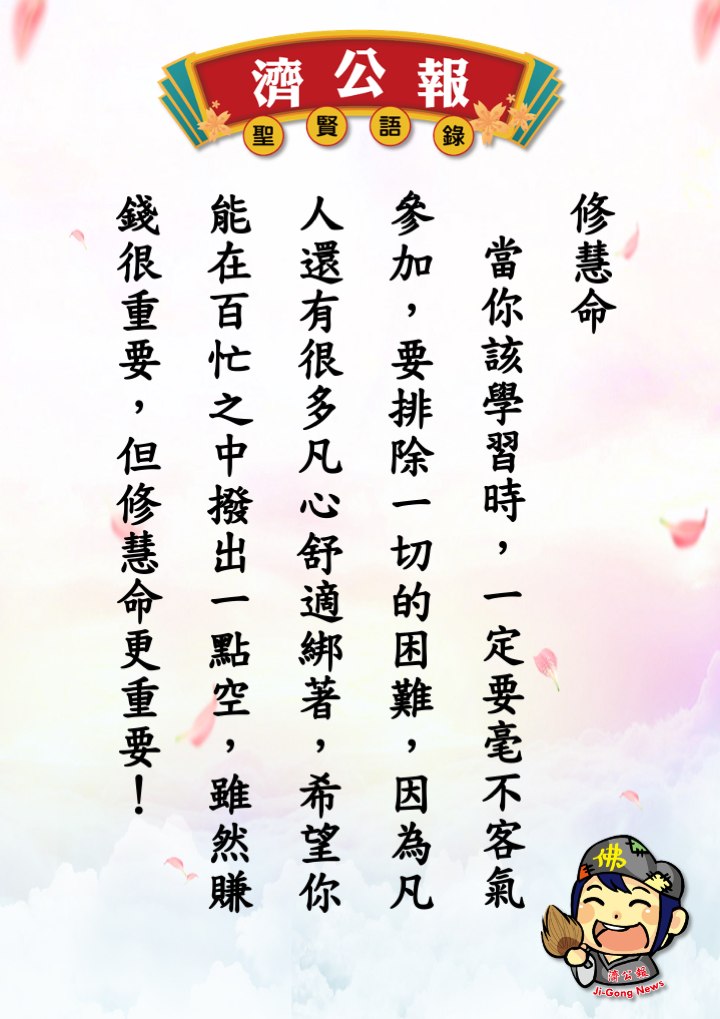 濟公報
聖賢語錄
修慧命
當你該學習時，一定要毫不客氣
參加，要排除一切的困難，因為凡
人還有很多凡心舒適綁著，希望你
能在百忙之中撥出一點空，雖然賺
錢很重要，但修慧命更重要！
佛
濟公報
Ji-Gong News